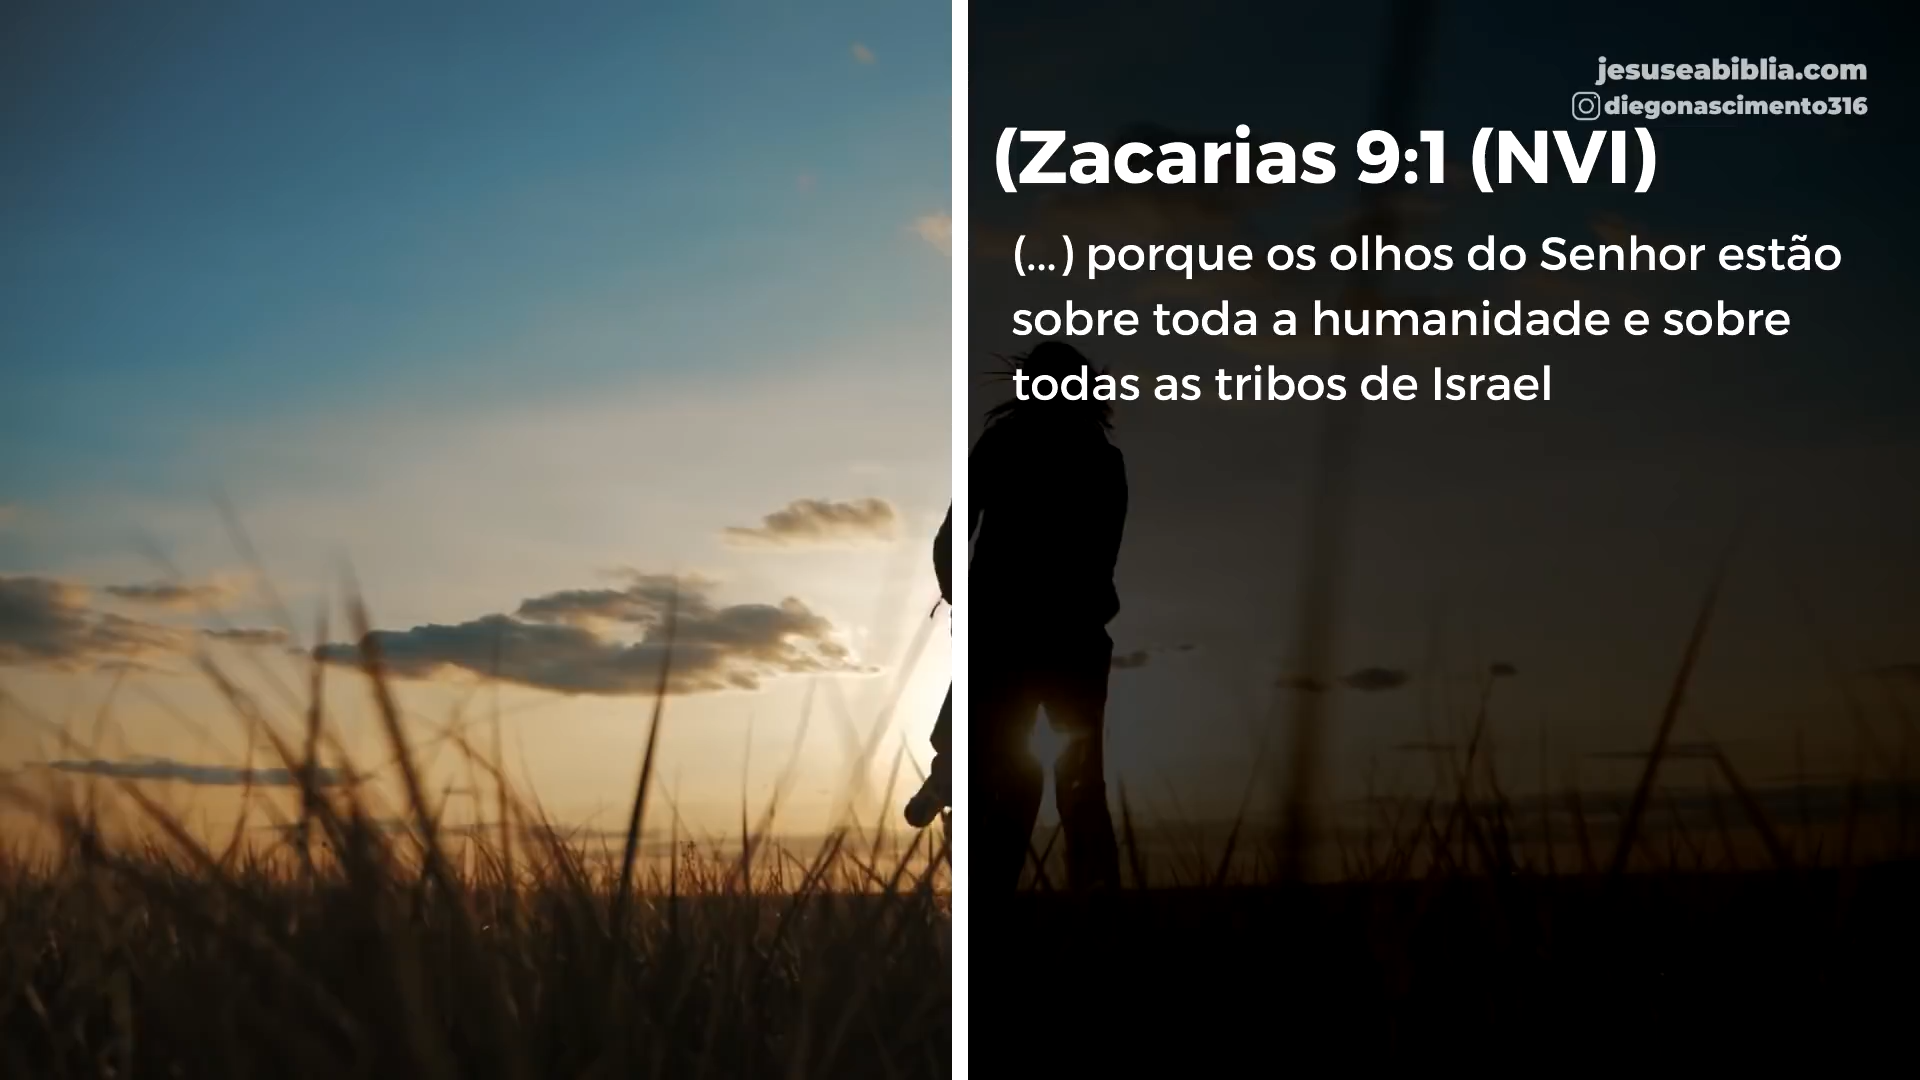 jesuseabiblia.com
diegonascimento316
(Zacarias 9:1 (NVI)
(...) porque os olhos do Senhor estão
sobre toda a humanidade e sobre
todas as tribos de Israel